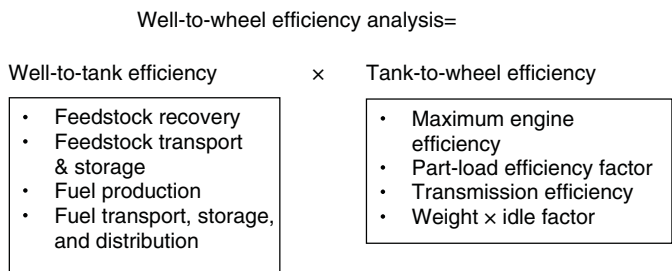 Well-to-wheel efficiency analysis=
Well-to-tank efficiency × Tank-to-wheel efficiency
• Feedstock recovery
• Feedstock transport
& storage
• Fuel production
• Fuel transport, storage,
and distribution
• Maximum engine
efficiency
• Part-load efficiency factor
• Transmission efficiency
• Weight × idle factor